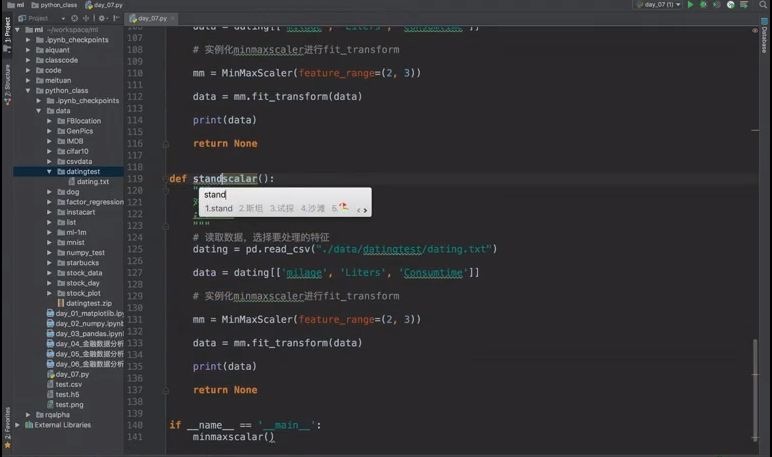 ml python_class day_07.py
day_07 (1)
Project
day_07.py
1: Project
2: Structure
2: Favorites
Database
ml ~/workspace/ml
.ipynb_checkpoints
aiquant
classcode
code
meituan
python_class
.ipynb_checkpoints
data
FBlocation
GenPics
IMDB
cifar10
csvdata
datingtest
dating.txt
dog
factor_regression
instacart
list
ml-1m
mnist
numpy_test
starbucks
stock_data
stock_day
stock_plot
datingtest.zip
day_01_matplotlib.ipy
day_02_numpy.ipynb
day_03_pandas.ipynb
day_04_金融数据分析
day_05_金融数据分析
day_06_金融数据分析
day_07.py
test.csv
test.h5
test.png
rqalpha
External Libraries
106 data = dating[['milage', 'Liters', 'Consumtime']]
107
108 # 实例化minmaxscaler进行fit_transform
109
110 mm = MinMaxScaler(feature_range=(2, 3))
111
112 data = mm.fit_transform(data)
113
114 print(data)
115
116 return None
117
118
119 def standscalar():
120 """
stand
1.stand 2.斯坦 3.试探 4.沙滩 6.
123 """
124 # 读取数据，选择要处理的特征
125 dating = pd.read_csv("./data/datingtest/dating.txt")
126
127 data = dating[['milage', 'Liters', 'Consumtime']]
128
129 # 实例化minmaxscaler进行fit_transform
130
131 mm = MinMaxScaler(feature_range=(2, 3))
132
133 data = mm.fit_transform(data)
134
135 print(data)
136
137 return None
138
139
140 if __name__ == '__main__':
141 minmaxscalar()